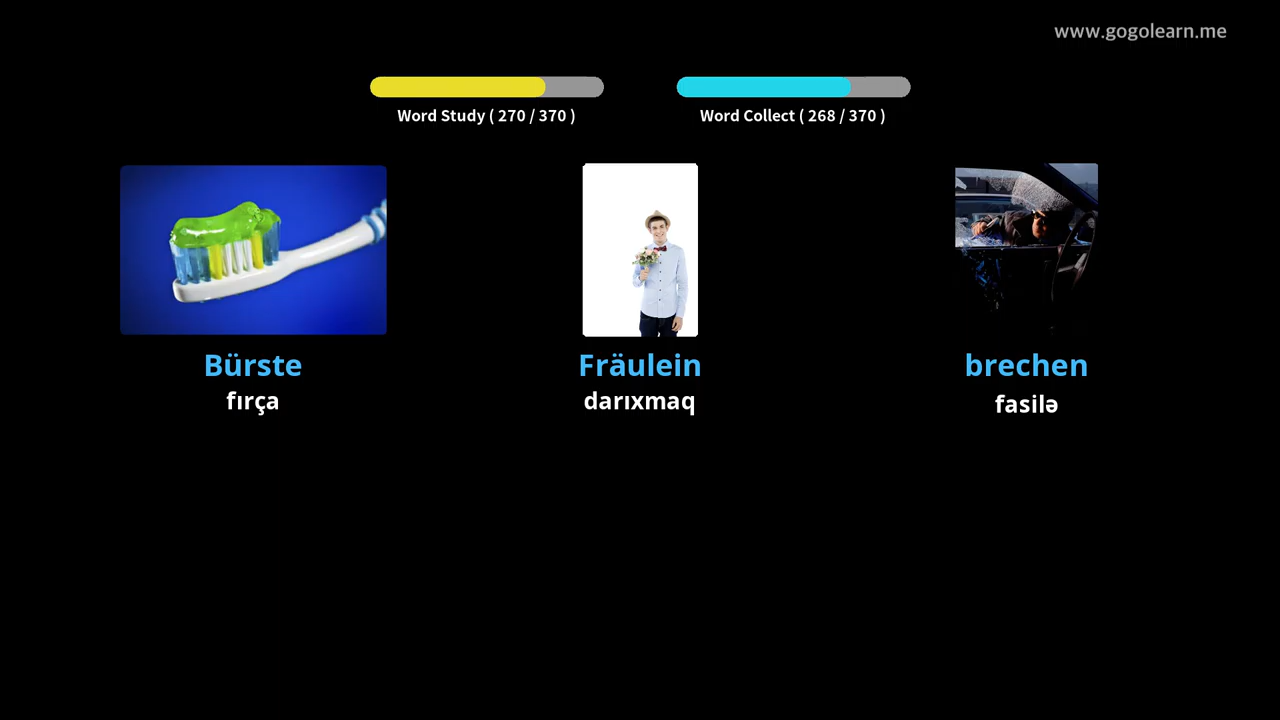 www.gogolearn.me
Word Study ( 270 / 370 )
Word Collect ( 268 / 370 )
Bürste
fırça
Fräulein
darıxmaq
brechen
fasilə